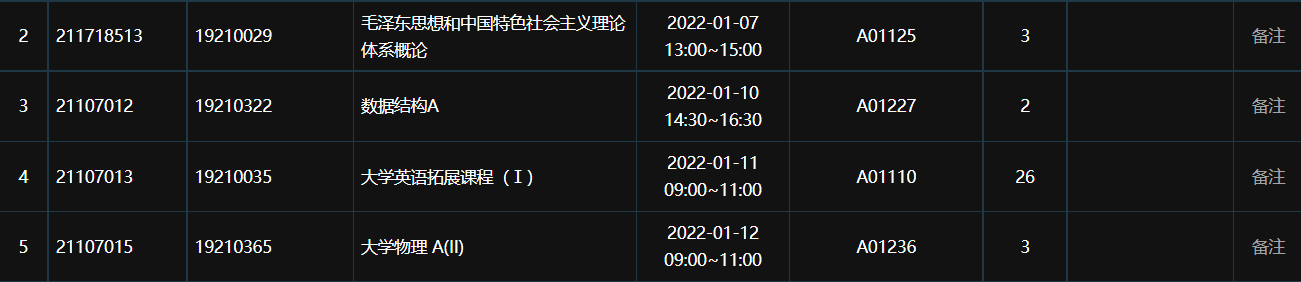 2 211718513 19210029 毛泽东思想和中国特色社会主义理论体系概论 2022-01-07 13:00~15:00 A01125 3 备注
3 21107012 19210322 数据结构A 2022-01-10 14:30~16:30 A01227 2 备注
4 21107013 19210035 大学英语拓展课程（I） 2022-01-11 09:00~11:00 A01110 26 备注
5 21107015 19210365 大学物理 A(II) 2022-01-12 09:00~11:00 A01236 3 备注